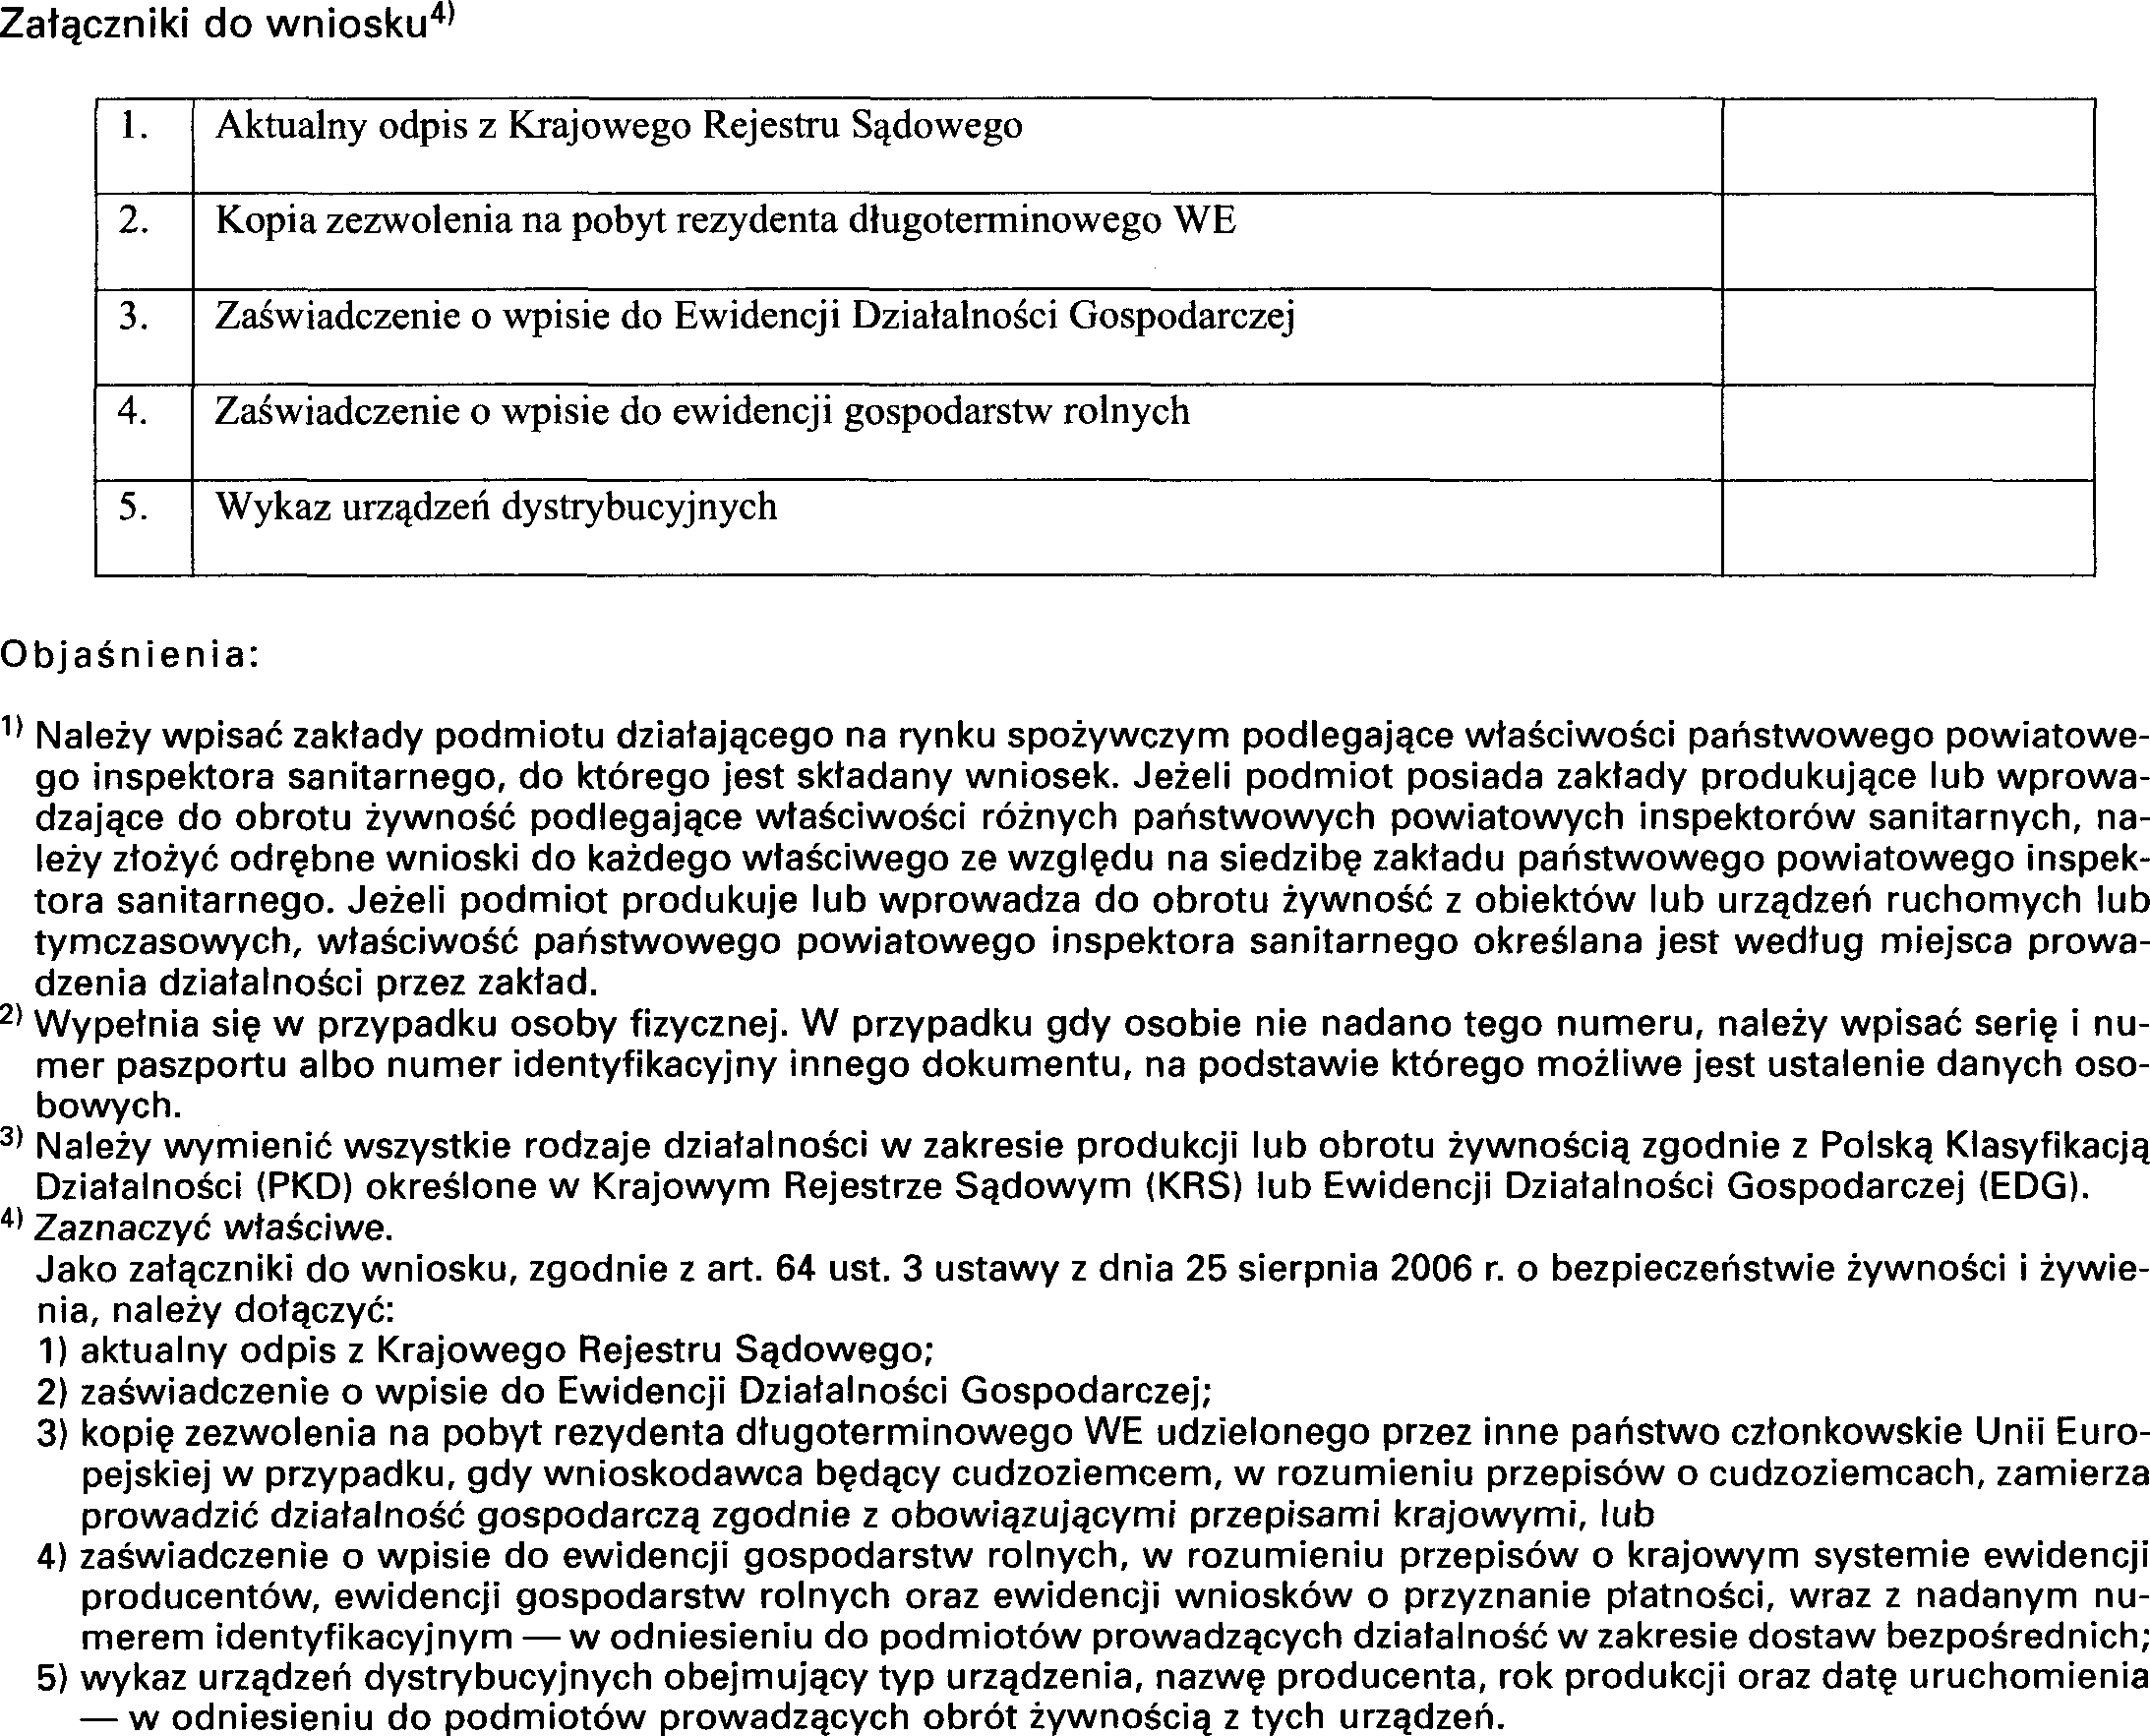 Załączniki do wniosku4)
1. Aktualny odpis z Krajowego Rejestru Sądowego
2. Kopia zezwolenia na pobyt rezydenta długoterminowego WE
3. Zaświadczenie o wpisie do Ewidencji Działalności Gospodarczej
4. Zaświadczenie o wpisie do ewidencji gospodarstw rolnych
5. Wykaz urządzeń dystrybucyjnych
Objaśnienia:
1) Należy wpisać zakłady podmiotu działającego na rynku spożywczym podlegające właściwości państwowego powiatowe-
go inspektora sanitarnego, do którego jest składany wniosek. Jeżeli podmiot posiada zakłady produkujące lub wprowa-
dzające do obrotu żywność podlegające właściwości różnych państwowych powiatowych inspektorów sanitarnych, na-
leży złożyć odrębne wnioski do każdego właściwego ze względu na siedzibę zakładu państwowego powiatowego inspek-
tora sanitarnego. Jeżeli podmiot produkuje lub wprowadza do obrotu żywność z obiektów lub urządzeń ruchomych lub
tymczasowych, właściwość państwowego powiatowego inspektora sanitarnego określana jest według miejsca prowa-
dzenia działalności przez zakład.
2) Wypełnia się w przypadku osoby fizycznej. W przypadku gdy osobie nie nadano tego numeru, należy wpisać serię i nu-
mer paszportu albo numer identyfikacyjny innego dokumentu, na podstawie którego możliwe jest ustalenie danych oso-
bowych.
3) Należy wymienić wszystkie rodzaje działalności w zakresie produkcji lub obrotu żywnością zgodnie z Polską Klasyfikacją
Działalności (PKD) określone w Krajowym Rejestrze Sądowym (KRS) lub Ewidencji Działalności Gospodarczej (EDG).
4) Zaznaczyć właściwe.
Jako załączniki do wniosku, zgodnie z art. 64 ust. 3 ustawy z dnia 25 sierpnia 2006 r. o bezpieczeństwie żywności i żywie-
nia, należy dołączyć:
1) aktualny odpis z Krajowego Rejestru Sądowego;
2) zaświadczenie o wpisie do Ewidencji Działalności Gospodarczej;
3) kopię zezwolenia na pobyt rezydenta długoterminowego WE udzielonego przez inne państwo członkowskie Unii Euro-
pejskiej w przypadku, gdy wnioskodawca będący cudzoziemcem, w rozumieniu przepisów o cudzoziemcach, zamierza
prowadzić działalność gospodarczą zgodnie z obowiązującymi przepisami krajowymi, lub
4) zaświadczenie o wpisie do ewidencji gospodarstw rolnych, w rozumieniu przepisów o krajowym systemie ewidencji
producentów, ewidencji gospodarstw rolnych oraz ewidencji wniosków o przyznanie płatności, wraz z nadanym nu-
merem identyfikacyjnym — w odniesieniu do podmiotów prowadzących działalność w zakresie dostaw bezpośrednich;
5) wykaz urządzeń dystrybucyjnych obejmujący typ urządzenia, nazwę producenta, rok produkcji oraz datę uruchomienia
— w odniesieniu do podmiotów prowadzących obrót żywnością z tych urządzeń.